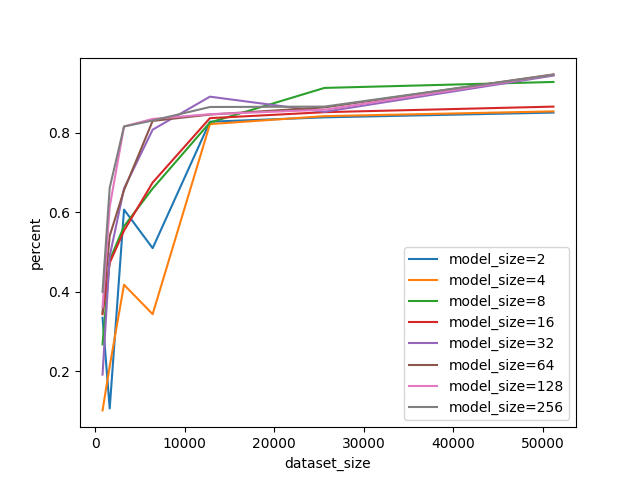 percent
0.8
0.6
0.4
0.2
0 10000 20000 30000 40000 50000
dataset_size
model_size=2
model_size=4
model_size=8
model_size=16
model_size=32
model_size=64
model_size=128
model_size=256